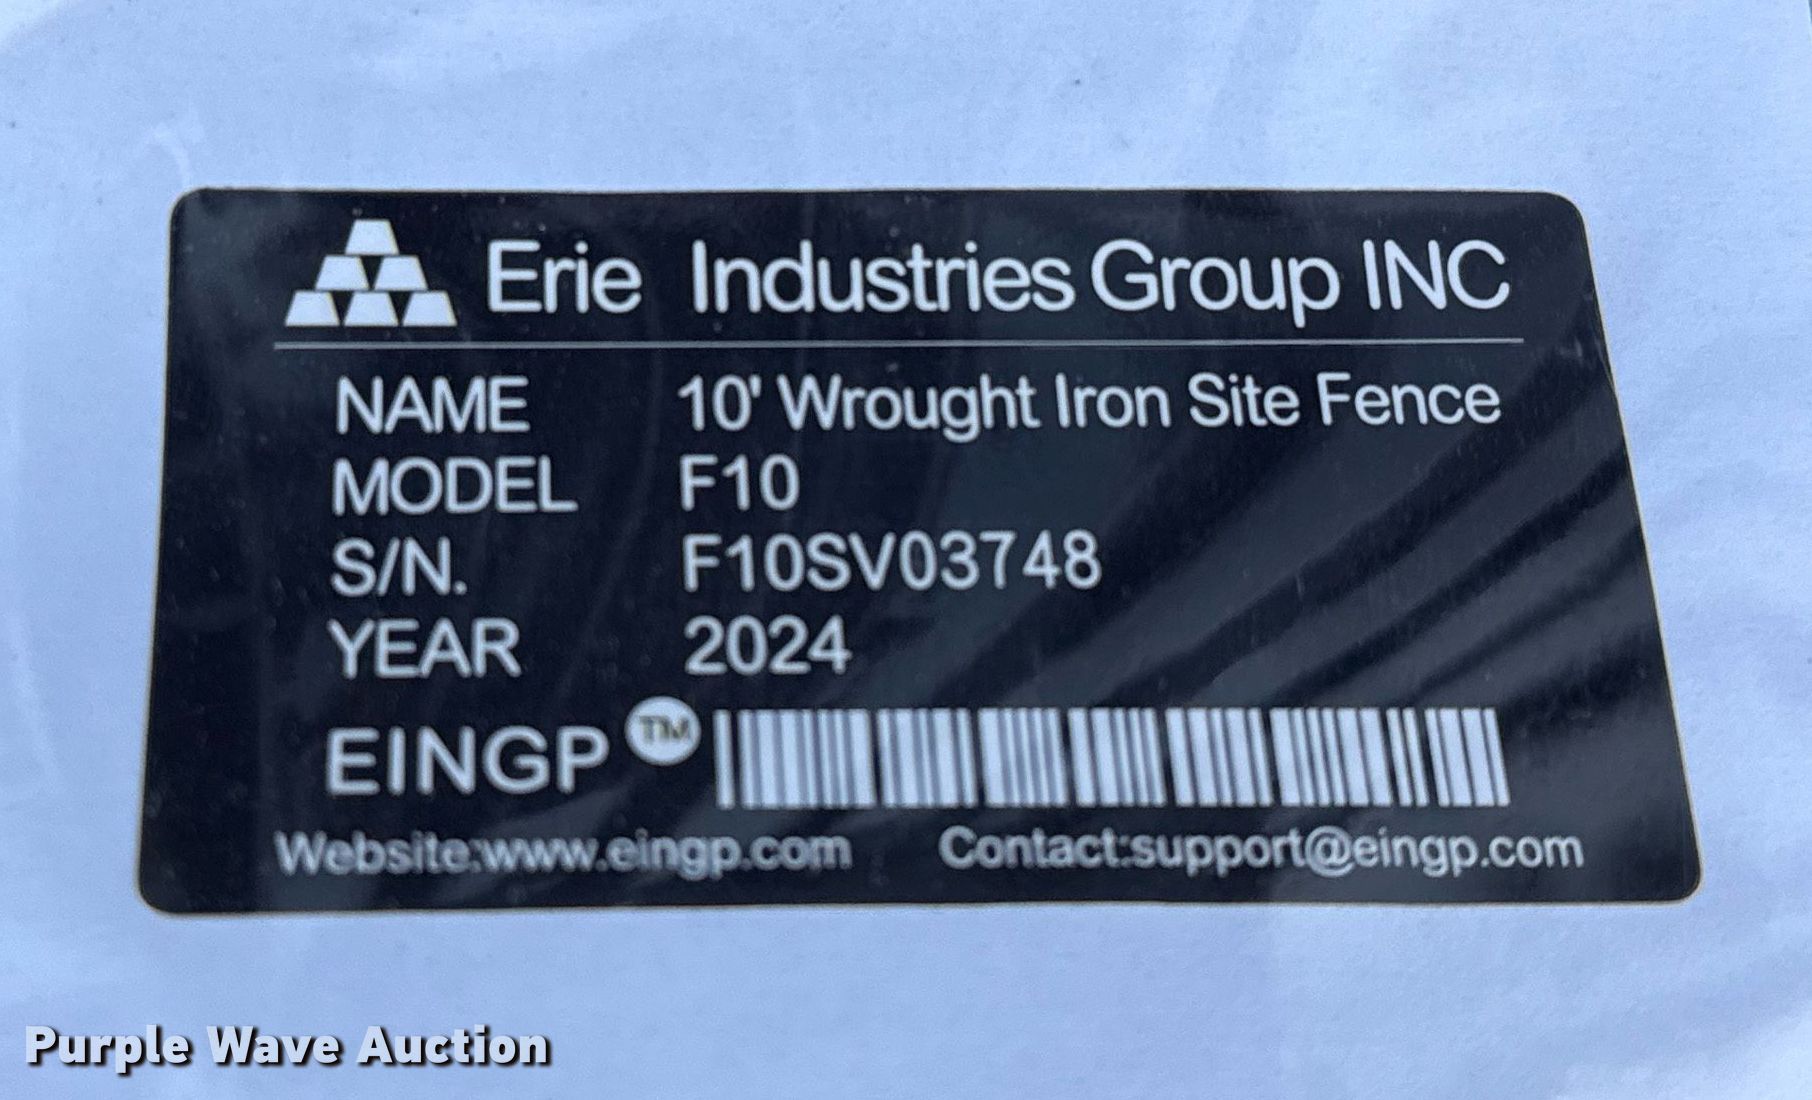 Erie Industries Group INC
NAME 10' Wrought Iron Site Fence
MODEL F10
S/N. F10SV03748
YEAR 2024
EINGP TM
Website:www.eingp.com Contact:support@eingp.com
Purple Wave Auction